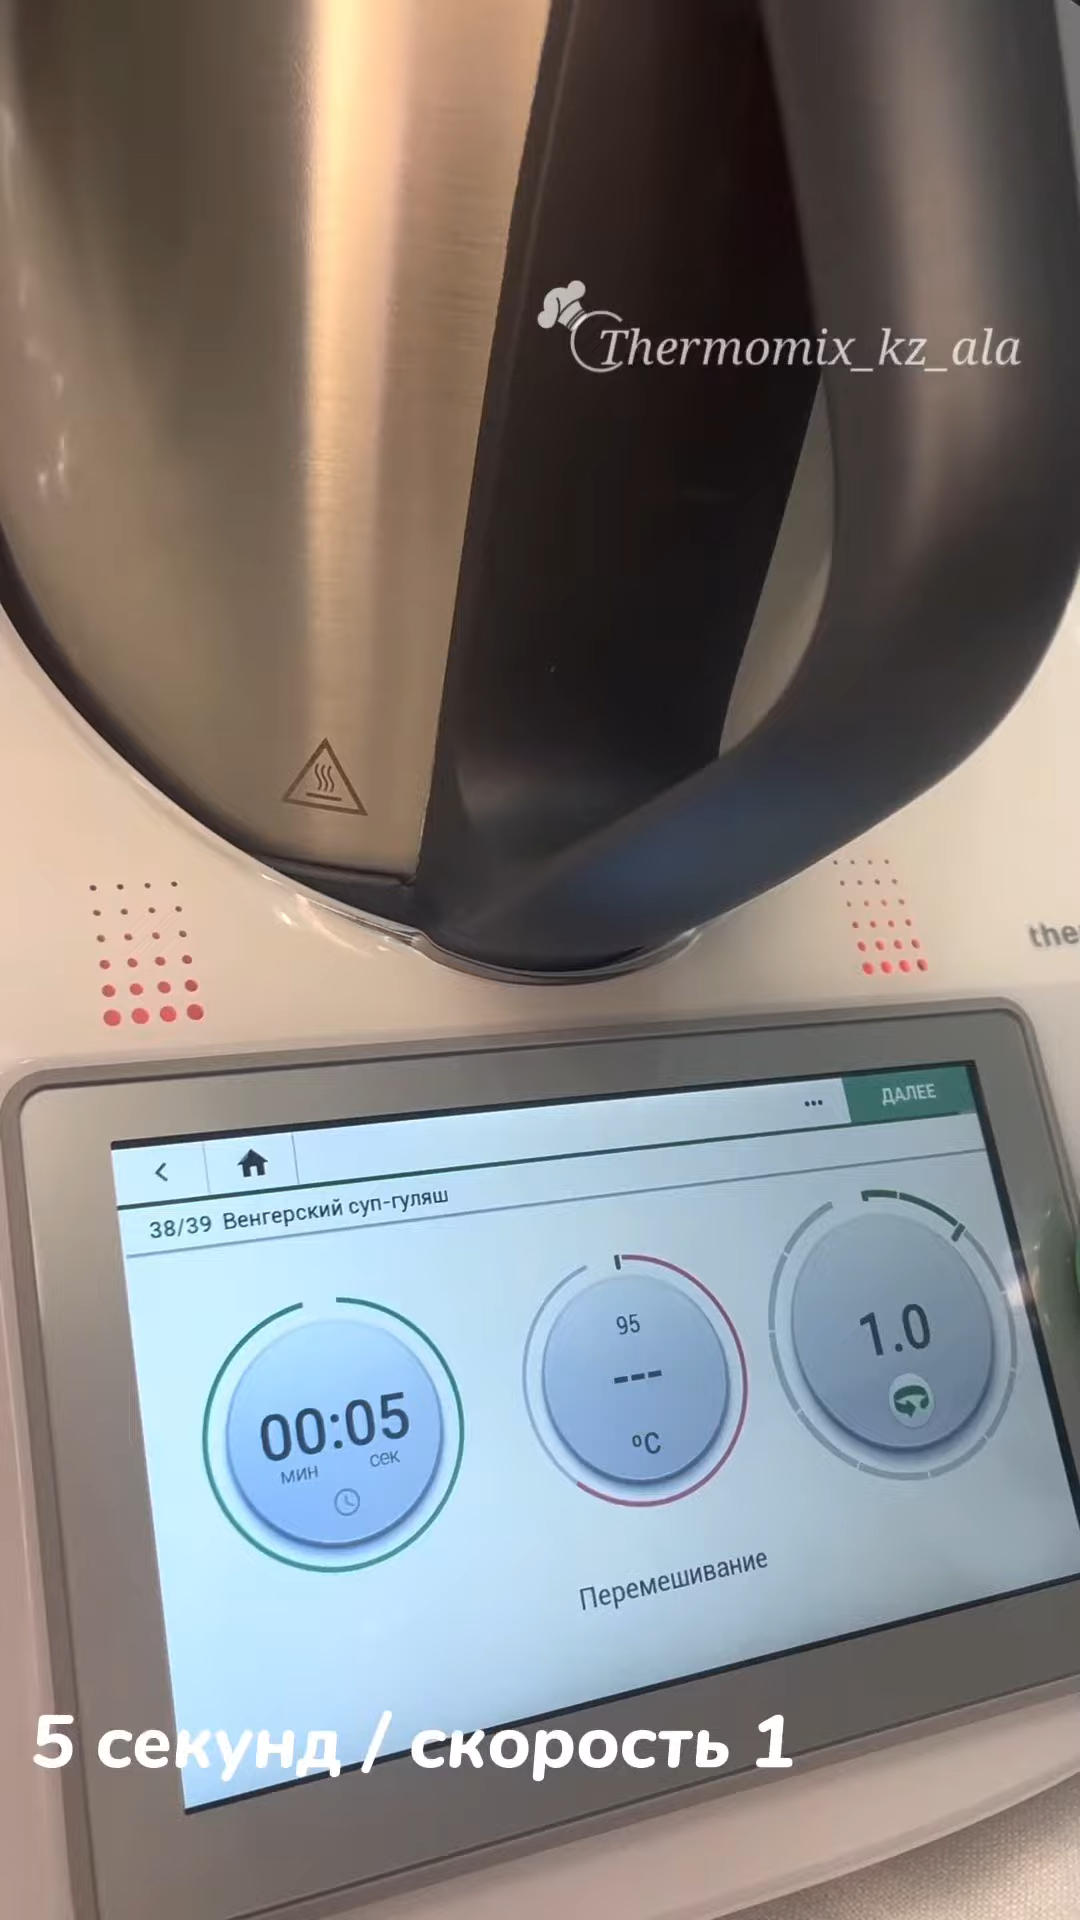 Thermomix_kz_ala
the
ДАЛЕЕ
38/39 Венгерский суп-гуляш
00:05
мин сек
95
---
°C
1.0
Перемешивание
5 секунд / скорость 1